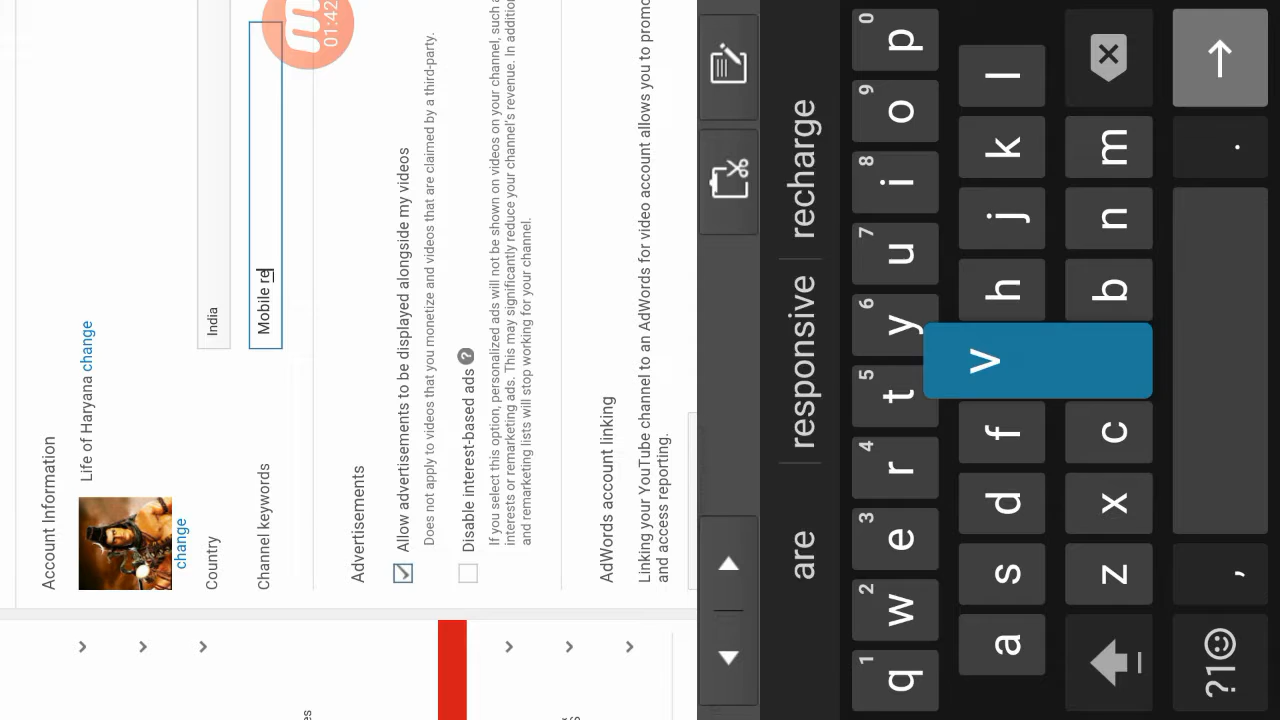 Account Information
Life of Haryana change
change
Country
India
Channel keywords
Mobile re
Advertisements
Allow advertisements to be displayed alongside my videos
Does not apply to videos that you monetize and videos that are claimed by a third-party.
Disable interest-based ads ?
If you select this option, personalized ads will not be shown on videos on your channel, such a
interests or remarketing ads. This may significantly reduce your channel's revenue. In addition
and remarketing lists will stop working for your channel.
AdWords account linking
Linking your YouTube channel to an AdWords for video account allows you to promo
and access reporting.
01:42
es
are responsive recharge
q 1 w 2 e 3 r 4 t 5 y 6 u 7 i 8 o 9 p 0
a s d f h j k l
V
z x c b n m
?1☺ , .